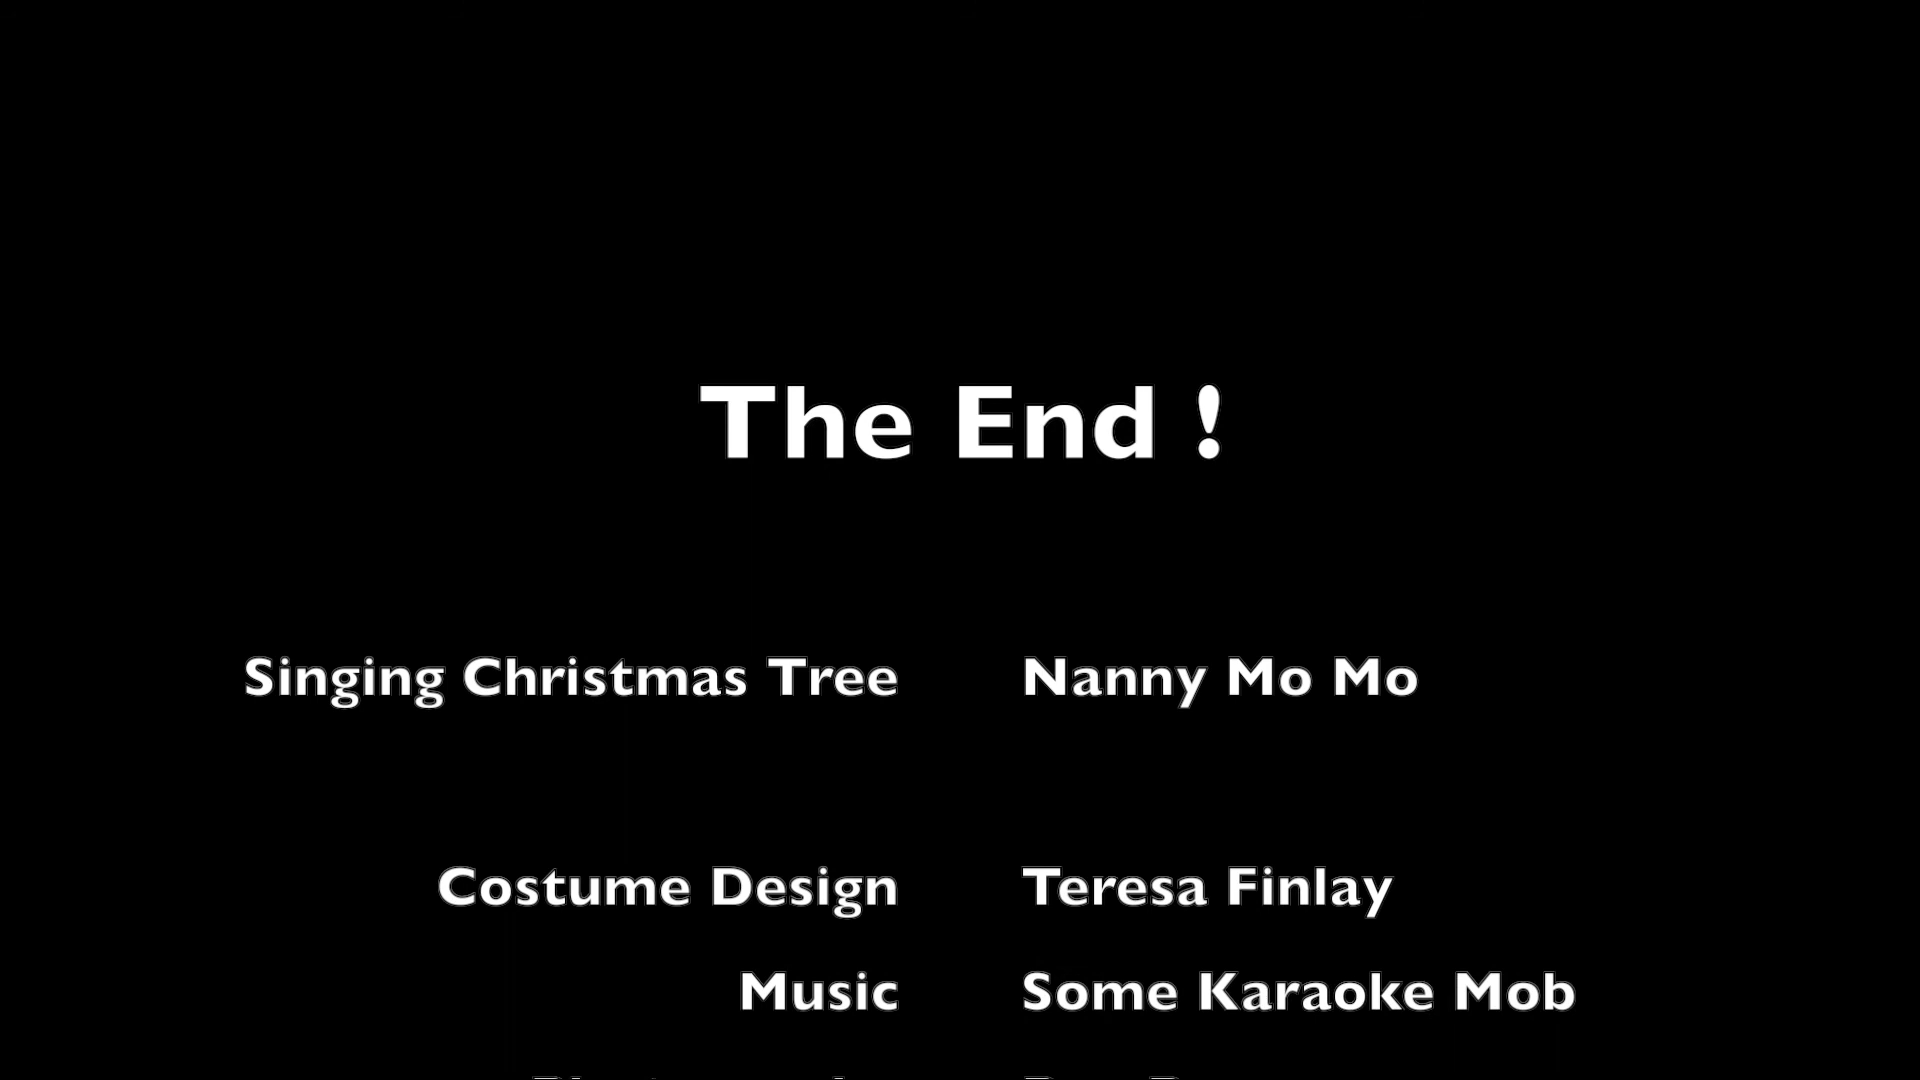 The End !
Singing Christmas Tree Nanny Mo Mo
Costume Design Teresa Finlay
Music Some Karaoke Mob